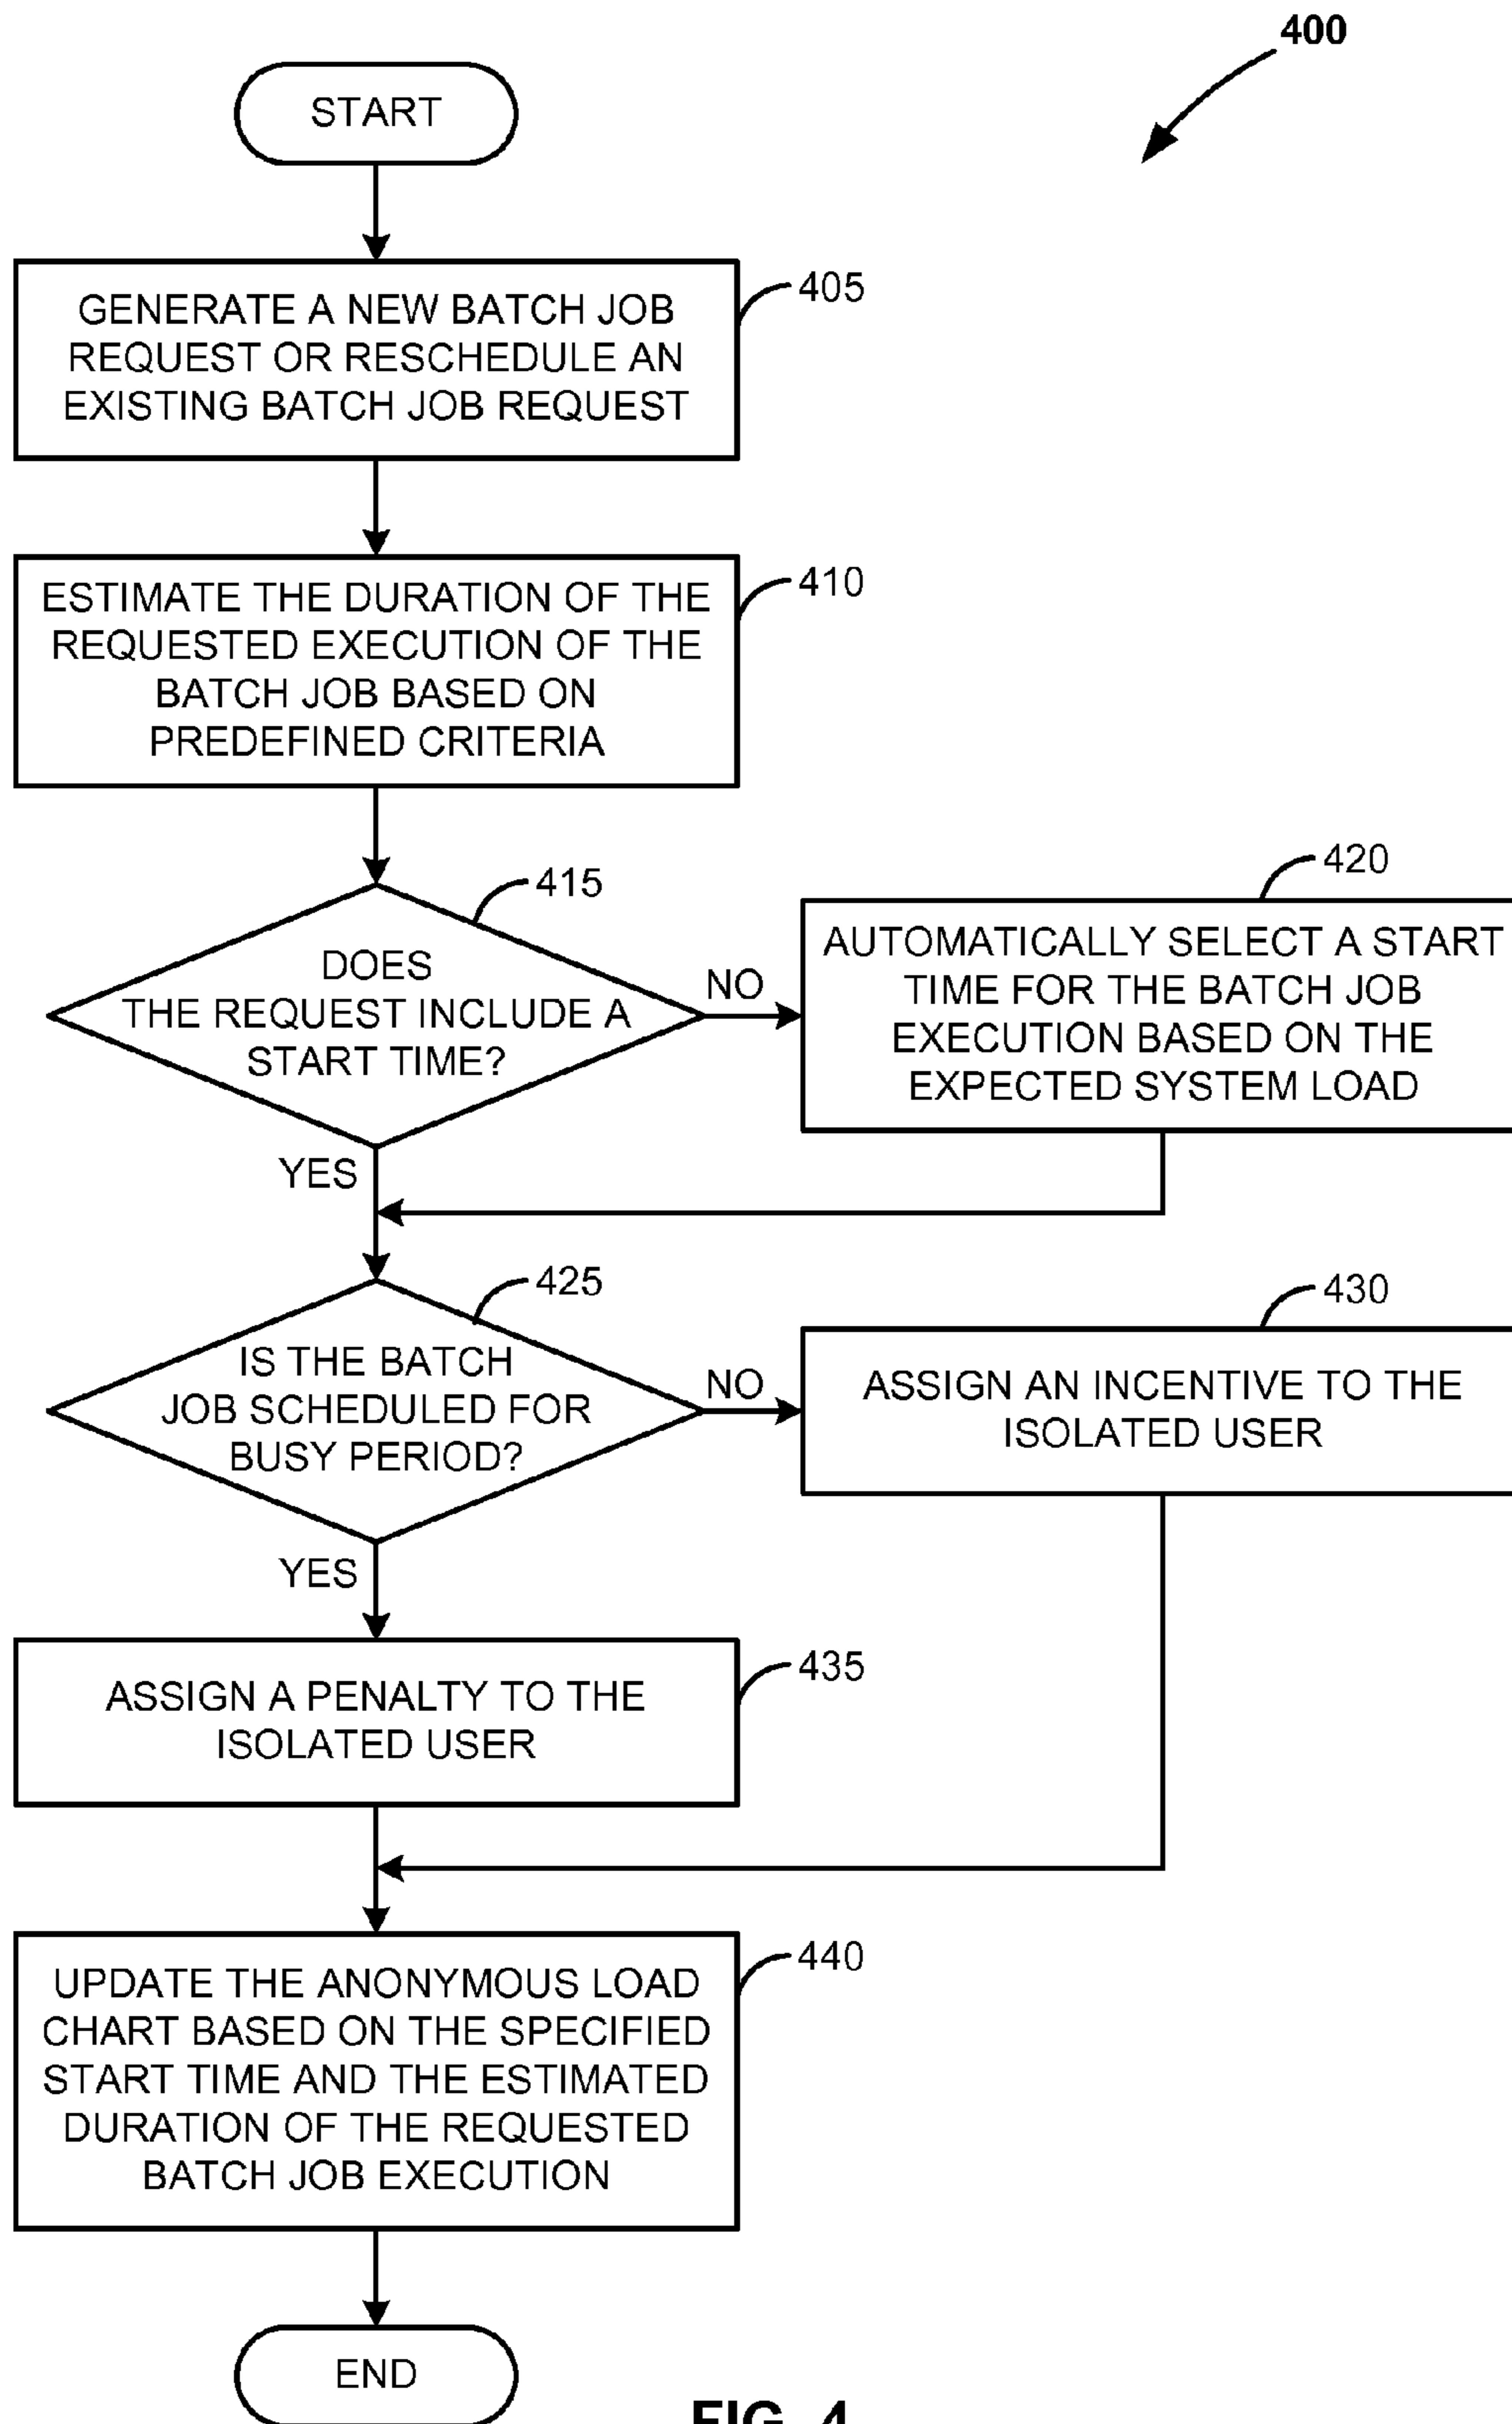 400
START
GENERATE A NEW BATCH JOB
REQUEST OR RESCHEDULE AN
EXISTING BATCH JOB REQUEST
405
ESTIMATE THE DURATION OF THE
REQUESTED EXECUTION OF THE
BATCH JOB BASED ON
PREDEFINED CRITERIA
410
DOES
THE REQUEST INCLUDE A
START TIME?
415
NO
YES
AUTOMATICALLY SELECT A START
TIME FOR THE BATCH JOB
EXECUTION BASED ON THE
EXPECTED SYSTEM LOAD
420
IS THE BATCH
JOB SCHEDULED FOR
BUSY PERIOD?
425
NO
YES
ASSIGN AN INCENTIVE TO THE
ISOLATED USER
430
ASSIGN A PENALTY TO THE
ISOLATED USER
435
UPDATE THE ANONYMOUS LOAD
CHART BASED ON THE SPECIFIED
START TIME AND THE ESTIMATED
DURATION OF THE REQUESTED
BATCH JOB EXECUTION
440
END
FIG. 4